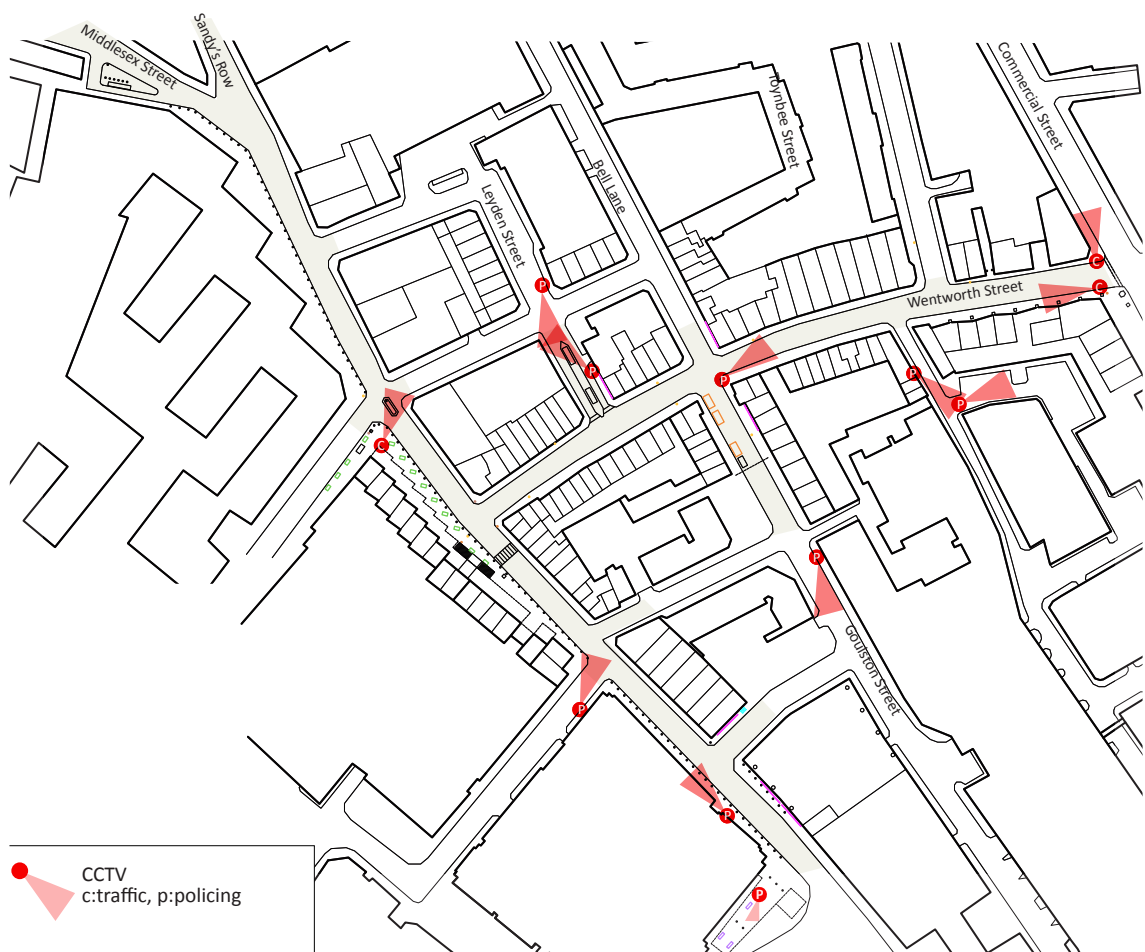 Middlesex Street
Sandy's Row
Commercial Street
Toynbee Street
Bell Lane
Leyden Street
C
P
Wentworth Street
C
P
P
P
P
C
P
Goulston Street
P
P
P
CCTV
c:traffic, p:policing